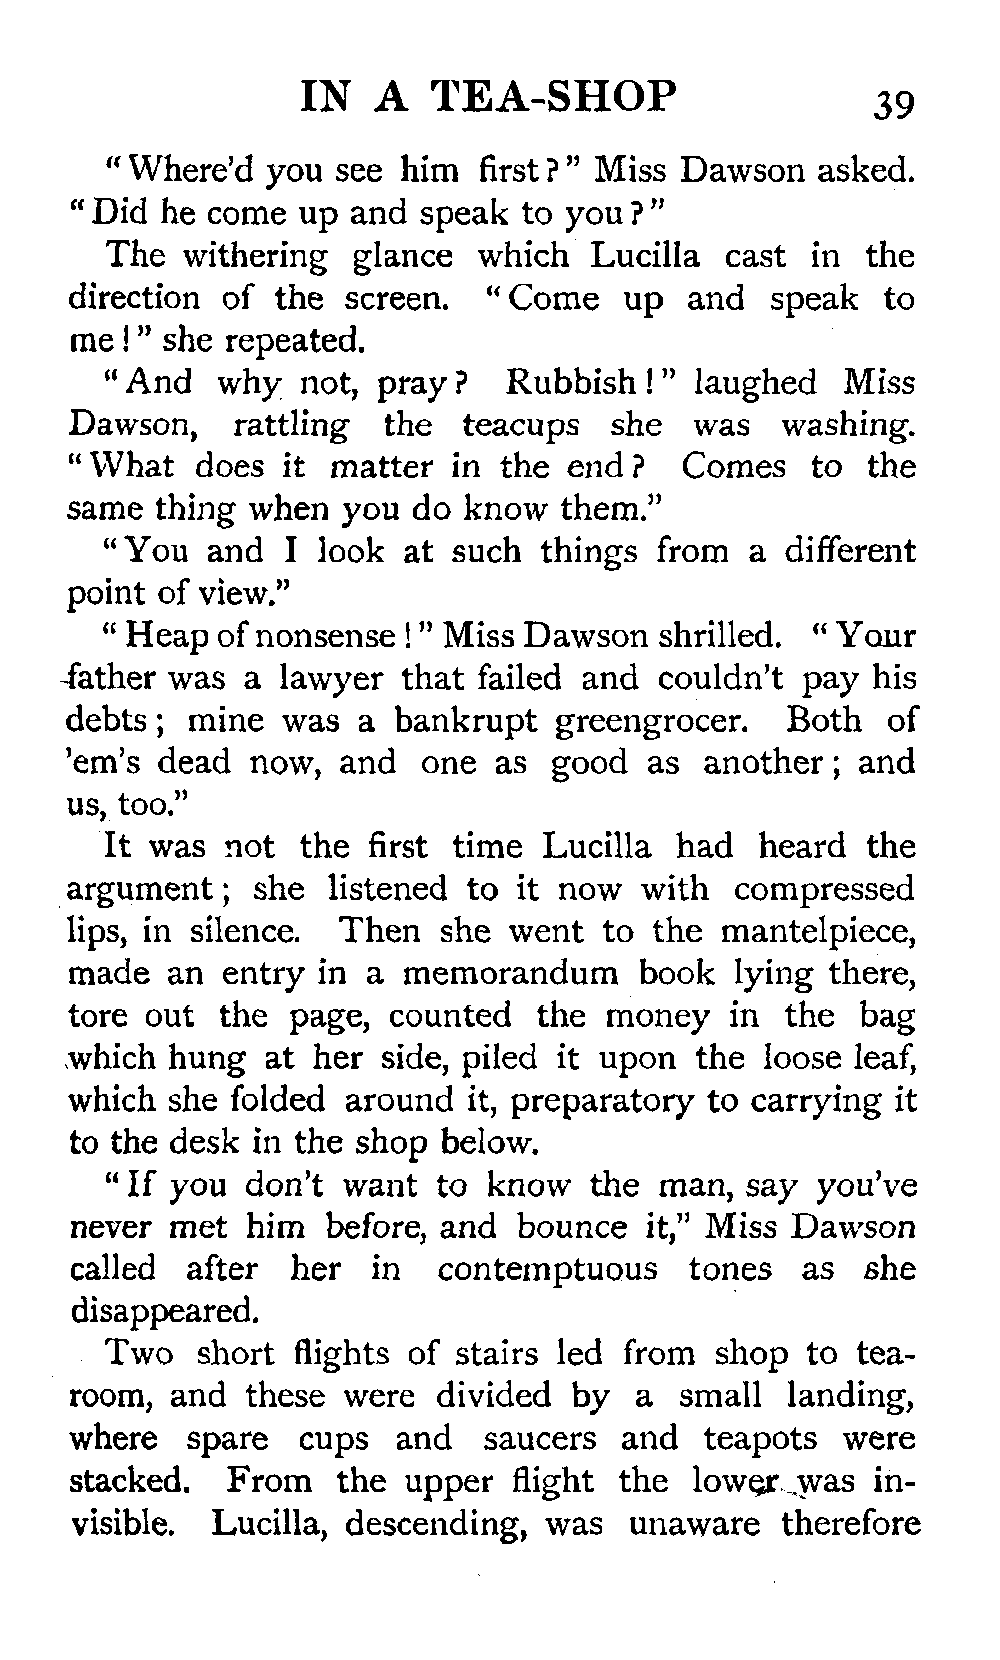 IN A TEA-SHOP 39
"Where'd you see him first?" Miss Dawson asked.
"Did he come up and speak to you?"
The withering glance which Lucilla cast in the
direction of the screen. "Come up and speak to
me!" she repeated.
"And why not, pray? Rubbish!" laughed Miss
Dawson, rattling the teacups she was washing.
"What does it matter in the end? Comes to the
same thing when you do know them."
"You and I look at such things from a different
point of view."
"Heap of nonsense!" Miss Dawson shrilled. "Your
father was a lawyer that failed and couldn't pay his
debts; mine was a bankrupt greengrocer. Both of
'em's dead now, and one as good as another; and
us, too."
It was not the first time Lucilla had heard the
argument; she listened to it now with compressed
lips, in silence. Then she went to the mantelpiece,
made an entry in a memorandum book lying there,
tore out the page, counted the money in the bag
which hung at her side, piled it upon the loose leaf,
which she folded around it, preparatory to carrying it
to the desk in the shop below.
"If you don't want to know the man, say you've
never met him before, and bounce it," Miss Dawson
called after her in contemptuous tones as she
disappeared.
Two short flights of stairs led from shop to tea-
room, and these were divided by a small landing,
where spare cups and saucers and teapots were
stacked. From the upper flight the lower was in-
visible. Lucilla, descending, was unaware therefore